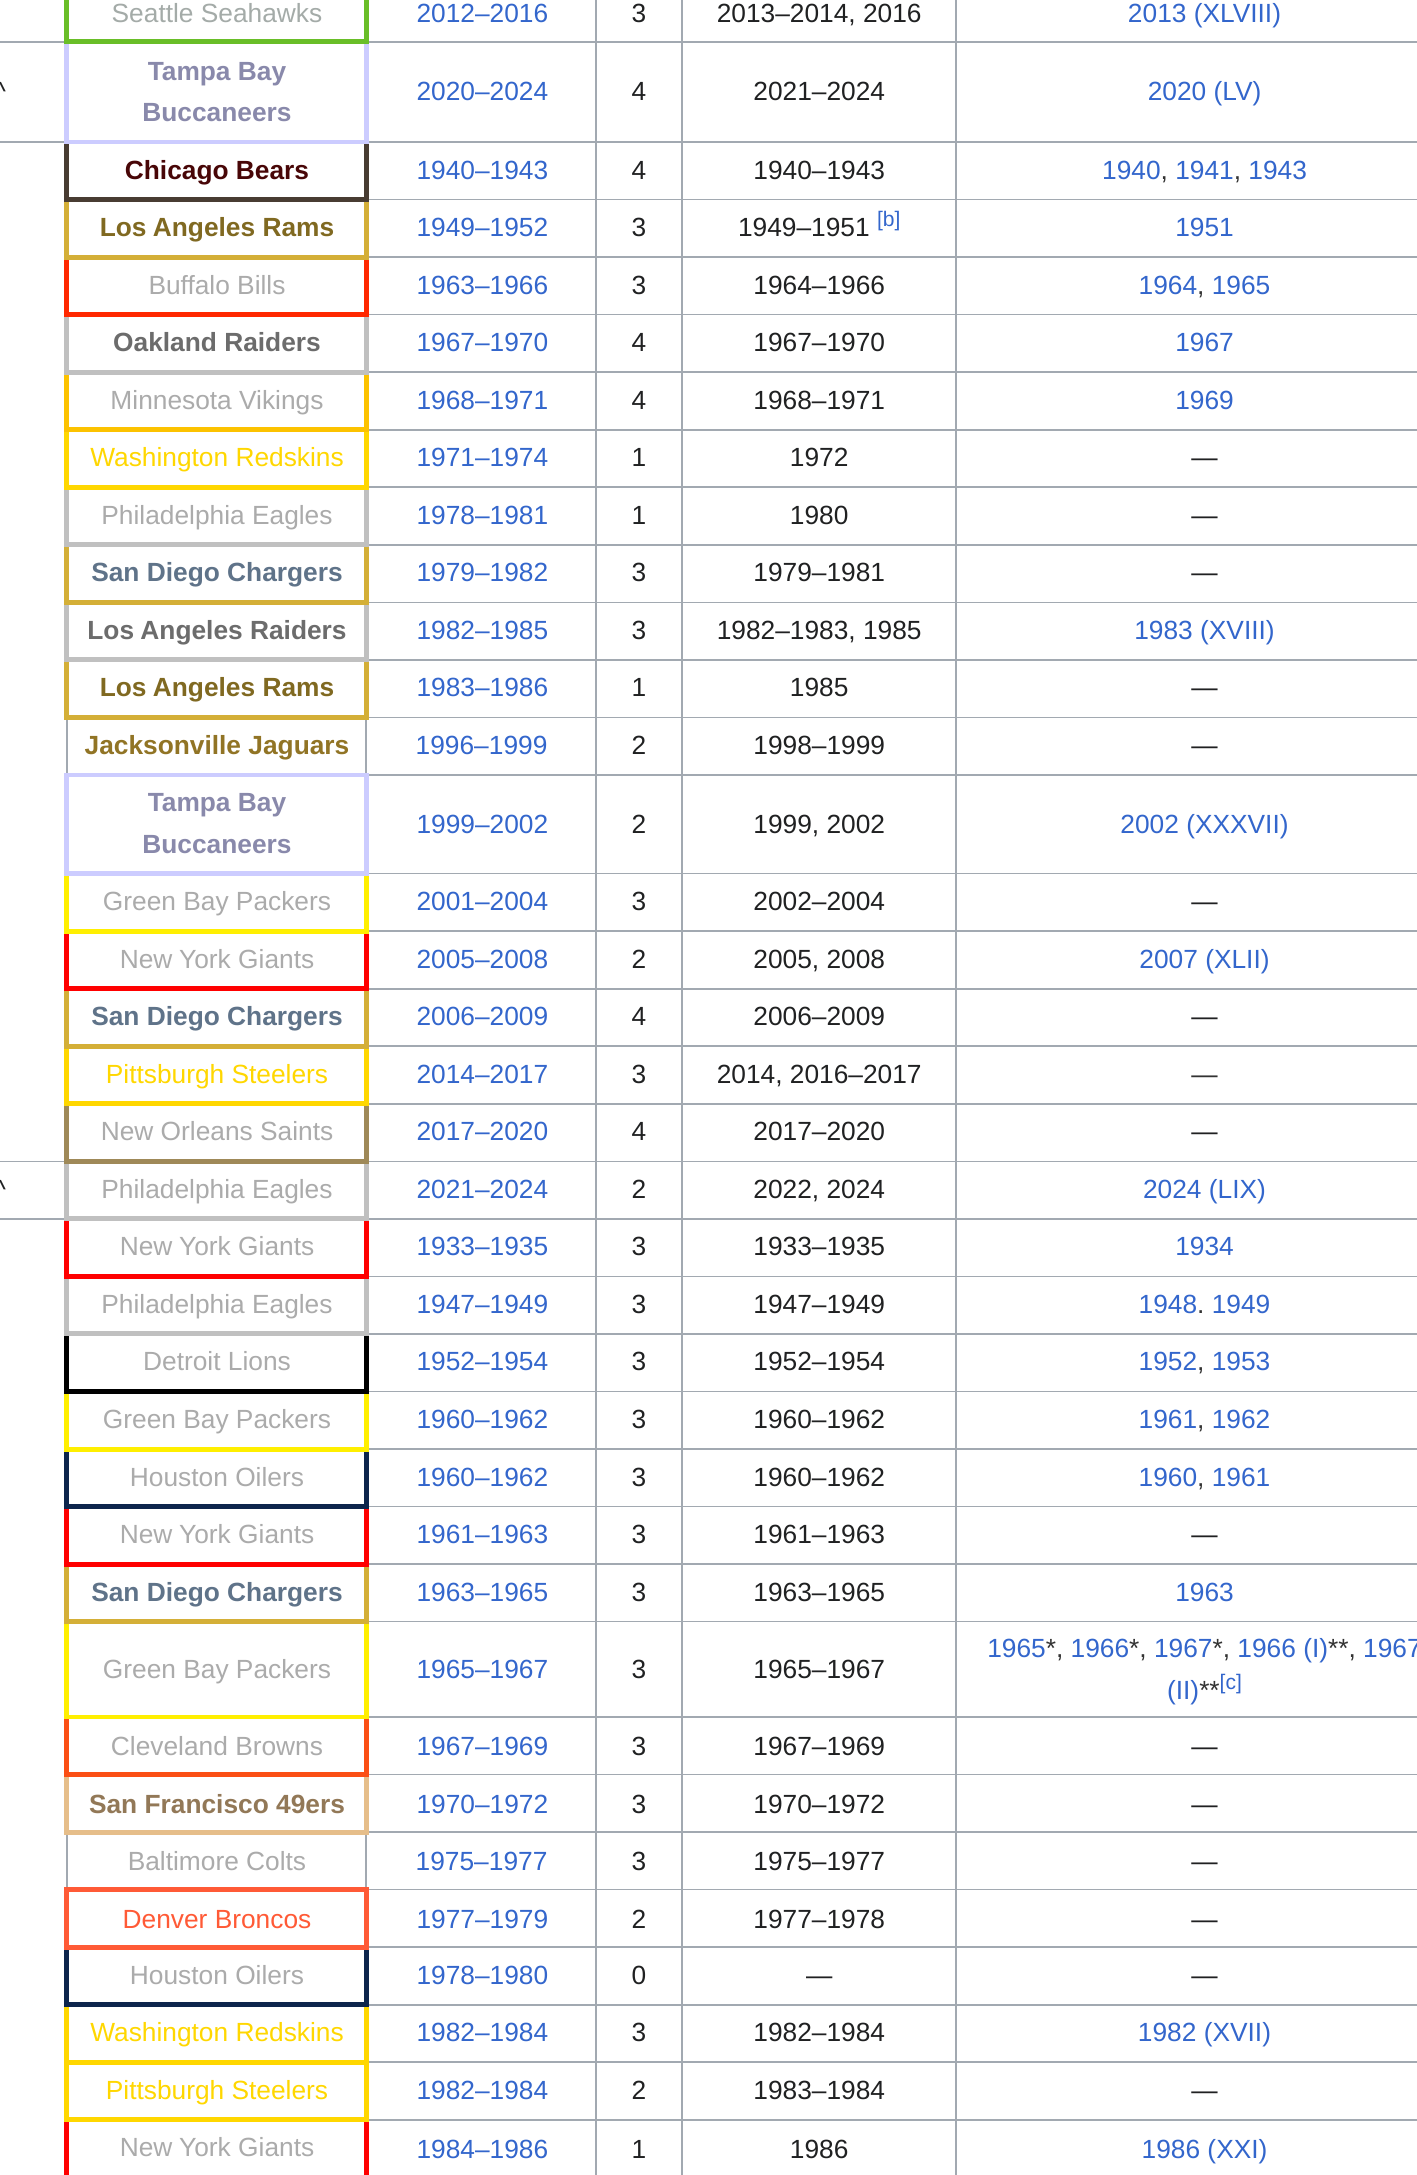 Seattle Seahawks 2012–2016 3 2013–2014, 2016 2013 (XLVIII)
Tampa Bay
Buccaneers 2020–2024 4 2021–2024 2020 (LV)
Chicago Bears 1940–1943 4 1940–1943 1940, 1941, 1943
Los Angeles Rams 1949–1952 3 1949–1951 [b] 1951
Buffalo Bills 1963–1966 3 1964–1966 1964, 1965
Oakland Raiders 1967–1970 4 1967–1970 1967
Minnesota Vikings 1968–1971 4 1968–1971 1969
Washington Redskins 1971–1974 1 1972 —
Philadelphia Eagles 1978–1981 1 1980 —
San Diego Chargers 1979–1982 3 1979–1981 —
Los Angeles Raiders 1982–1985 3 1982–1983, 1985 1983 (XVIII)
Los Angeles Rams 1983–1986 1 1985 —
Jacksonville Jaguars 1996–1999 2 1998–1999 —
Tampa Bay
Buccaneers 1999–2002 2 1999, 2002 2002 (XXXVII)
Green Bay Packers 2001–2004 3 2002–2004 —
New York Giants 2005–2008 2 2005, 2008 2007 (XLII)
San Diego Chargers 2006–2009 4 2006–2009 —
Pittsburgh Steelers 2014–2017 3 2014, 2016–2017 —
New Orleans Saints 2017–2020 4 2017–2020 —
Philadelphia Eagles 2021–2024 2 2022, 2024 2024 (LIX)
New York Giants 1933–1935 3 1933–1935 1934
Philadelphia Eagles 1947–1949 3 1947–1949 1948. 1949
Detroit Lions 1952–1954 3 1952–1954 1952, 1953
Green Bay Packers 1960–1962 3 1960–1962 1961, 1962
Houston Oilers 1960–1962 3 1960–1962 1960, 1961
New York Giants 1961–1963 3 1961–1963 —
San Diego Chargers 1963–1965 3 1963–1965 1963
Green Bay Packers 1965–1967 3 1965–1967 1965*, 1966*, 1967*, 1966 (I)**, 1967
(II)**[c]
Cleveland Browns 1967–1969 3 1967–1969 —
San Francisco 49ers 1970–1972 3 1970–1972 —
Baltimore Colts 1975–1977 3 1975–1977 —
Denver Broncos 1977–1979 2 1977–1978 —
Houston Oilers 1978–1980 0 — —
Washington Redskins 1982–1984 3 1982–1984 1982 (XVII)
Pittsburgh Steelers 1982–1984 2 1983–1984 —
New York Giants 1984–1986 1 1986 1986 (XXI)